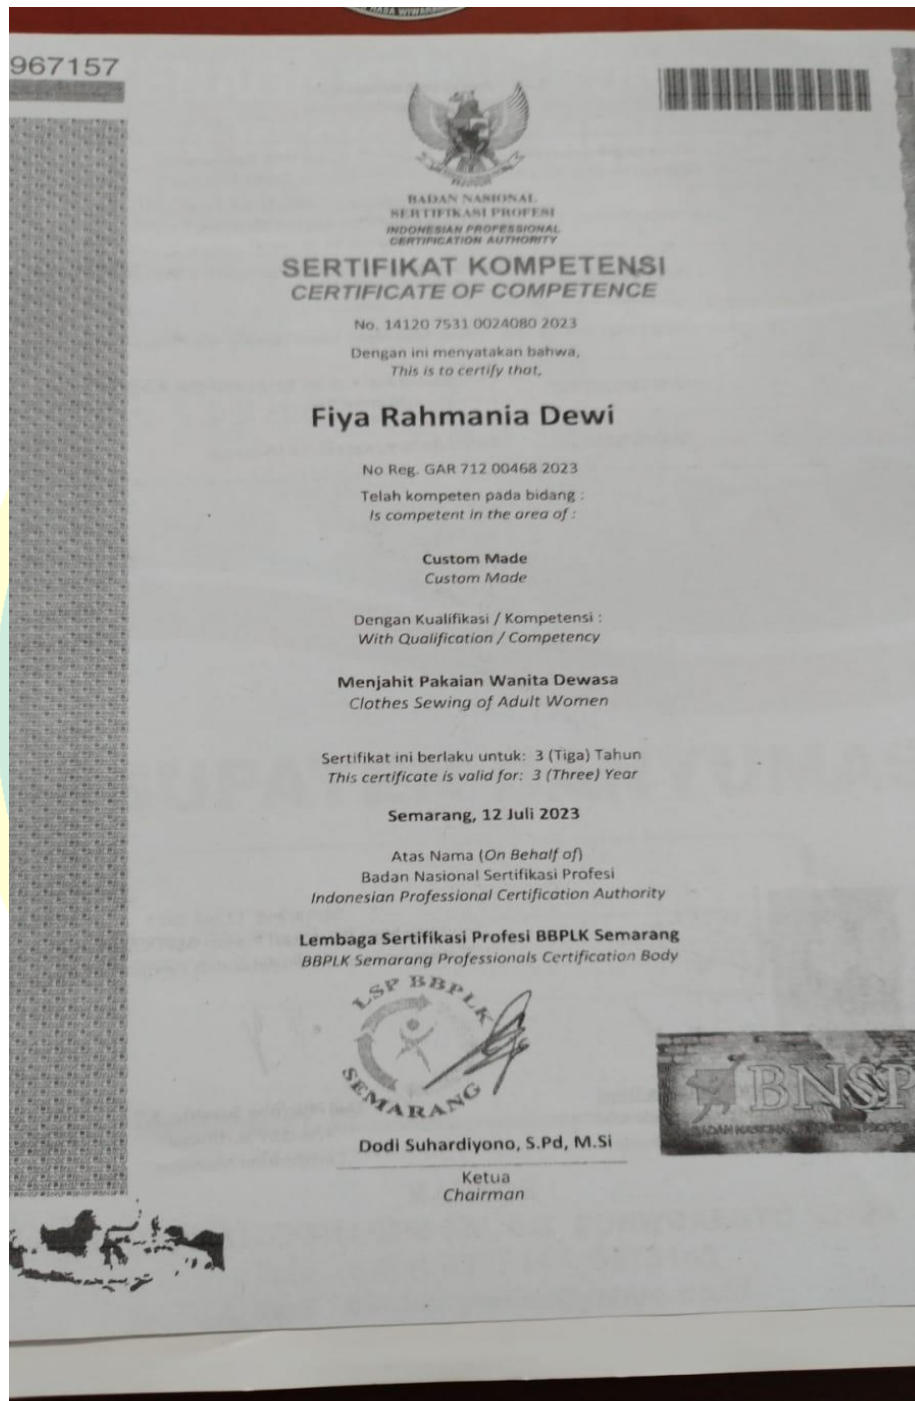 967157
BADAN NASIONAL
SERTIFIKASI PROFESI
INDONESIAN PROFESSIONAL
CERTIFICATION AUTHORITY
SERTIFIKAT KOMPETENSI
CERTIFICATE OF COMPETENCE
No. 14120 7531 0024080 2023
Dengan ini menyatakan bahwa,
This is to certify that,
Fiya Rahmania Dewi
No Reg. GAR 712 00468 2023
Telah kompeten pada bidang :
Is competent in the area of :
Custom Made
Custom Made
Dengan Kualifikasi / Kompetensi :
With Qualification / Competency
Menjahit Pakaian Wanita Dewasa
Clothes Sewing of Adult Women
Sertifikat ini berlaku untuk: 3 (Tiga) Tahun
This certificate is valid for: 3 (Three) Year
Semarang, 12 Juli 2023
Atas Nama (On Behalf of)
Badan Nasional Sertifikasi Profesi
Indonesian Professional Certification Authority
Lembaga Sertifikasi Profesi BBPLK Semarang
BBPLK Semarang Professionals Certification Body
LSP BBPLK
SEMARANG
BNSP
BADAN NASIONAL
Dodi Suhardiyono, S.Pd, M.Si
Ketua
Chairman